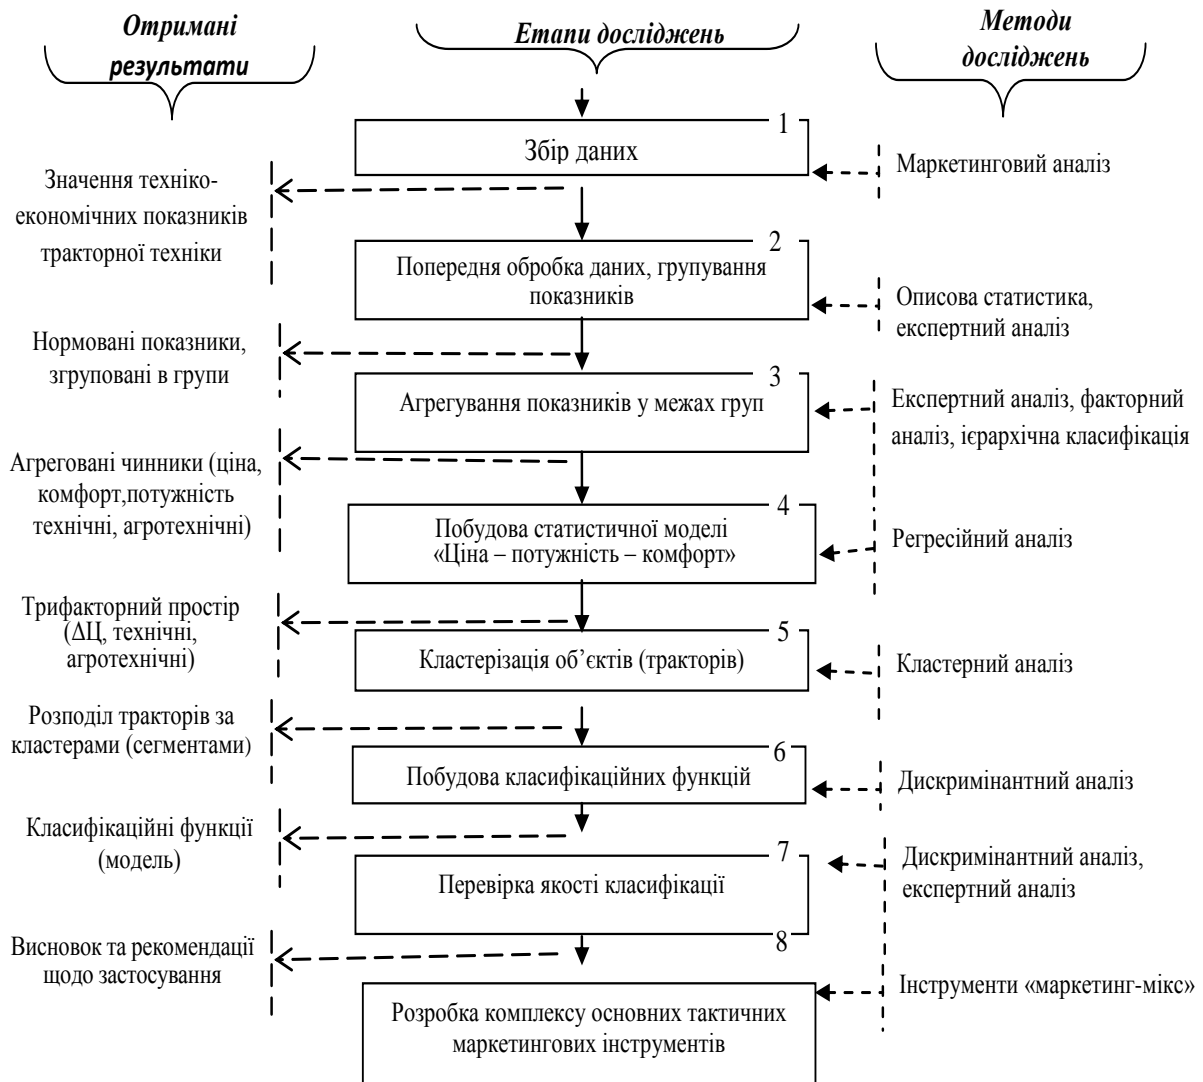 Отримані
результати
Етапи досліджень
Методи
досліджень
1
Збір даних
Маркетинговий аналіз
Значення техніко-
економічних показників
тракторної техніки
2
Попередня обробка даних, групування
показників
Описова статистика,
експертний аналіз
Нормовані показники,
згруповані в групи
3
Агрегування показників у межах груп
Експертний аналіз, факторний
аналіз, ієрархічна класифікація
Агреговані чинники (ціна,
комфорт,потужність
технічні, агротехнічні)
4
Побудова статистичної моделі
«Ціна – потужність – комфорт»
Регресійний аналіз
Трифакторний простір
(ΔЦ, технічні,
агротехнічні)
5
Кластерізація об’єктів (тракторів)
Кластерний аналіз
Розподіл тракторів за
кластерами (сегментами)
6
Побудова класифікаційних функцій
Дискримінантний аналіз
Класифікаційні функції
(модель)
7
Перевірка якості класифікації
Дискримінантний аналіз,
експертний аналіз
Висновок та рекомендації
щодо застосування
8
Розробка комплексу основних тактичних
маркетингових інструментів
Інструменти «маркетинг-мікс»